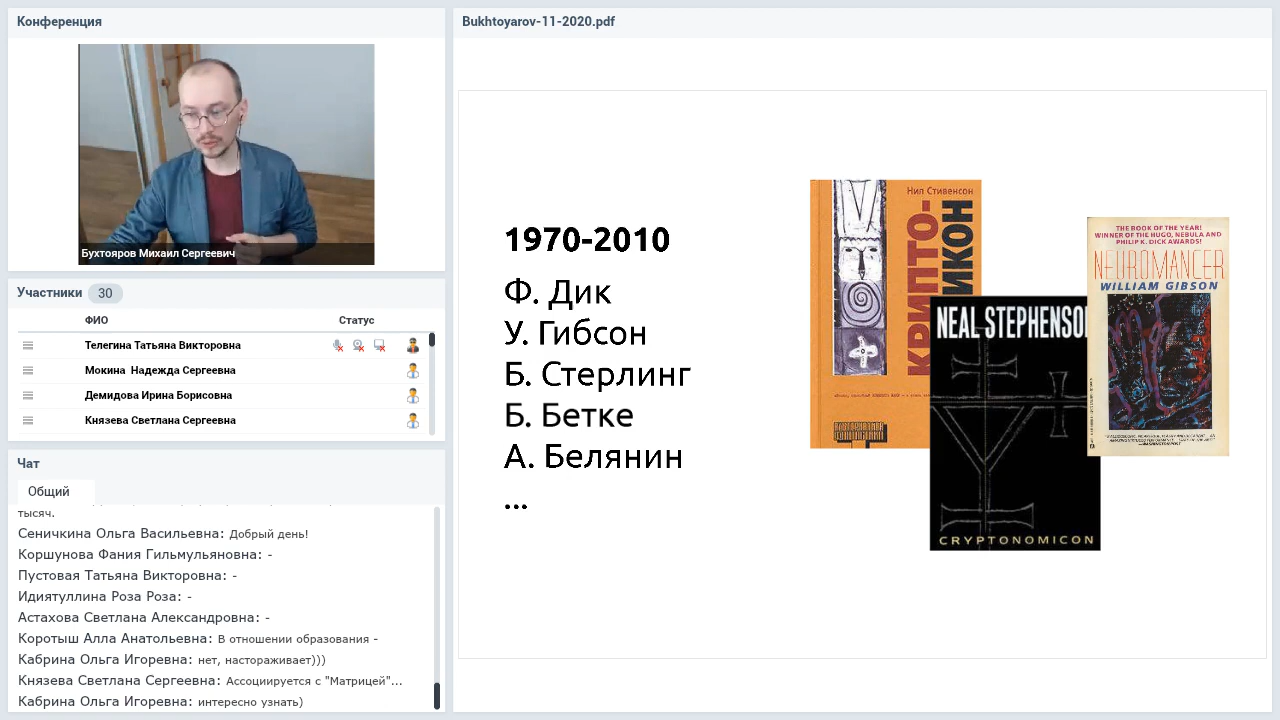 Конференция
Бухтояров Михаил Сергеевич
Участники 30
ФИО Статус
Телегина Татьяна Викторовна
Мокина Надежда Сергеевна
Демидова Ирина Борисовна
Князева Светлана Сергеевна
Чат
Общий
тысяч.
Сеничкина Ольга Васильевна: Добрый день!
Коршунова Фания Гильмульяновна: -
Пустовая Татьяна Викторовна: -
Идиятуллина Роза Роза: -
Астахова Светлана Александровна: -
Коротыш Алла Анатольевна: В отношении образования -
Кабрина Ольга Игоревна: нет, настораживает)))
Князева Светлана Сергеевна: Ассоциируется с "Матрицей"...
Кабрина Ольга Игоревна: интересно узнать)
Bukhtoyarov-11-2020.pdf
1970-2010
Ф. Дик
У. Гибсон
Б. Стерлинг
Б. Бетке
А. Белянин
...
Нил Стивенсон
КРИПТО-
ИКОН
NEAL STEPHENSO
CRYPTONOMICON
THE BOOK OF THE YEAR!
WINNER OF THE HUGO, NEBULA AND
PHILIP K. DICK AWARDS!
NEUROMANCER
WILLIAM GIBSON